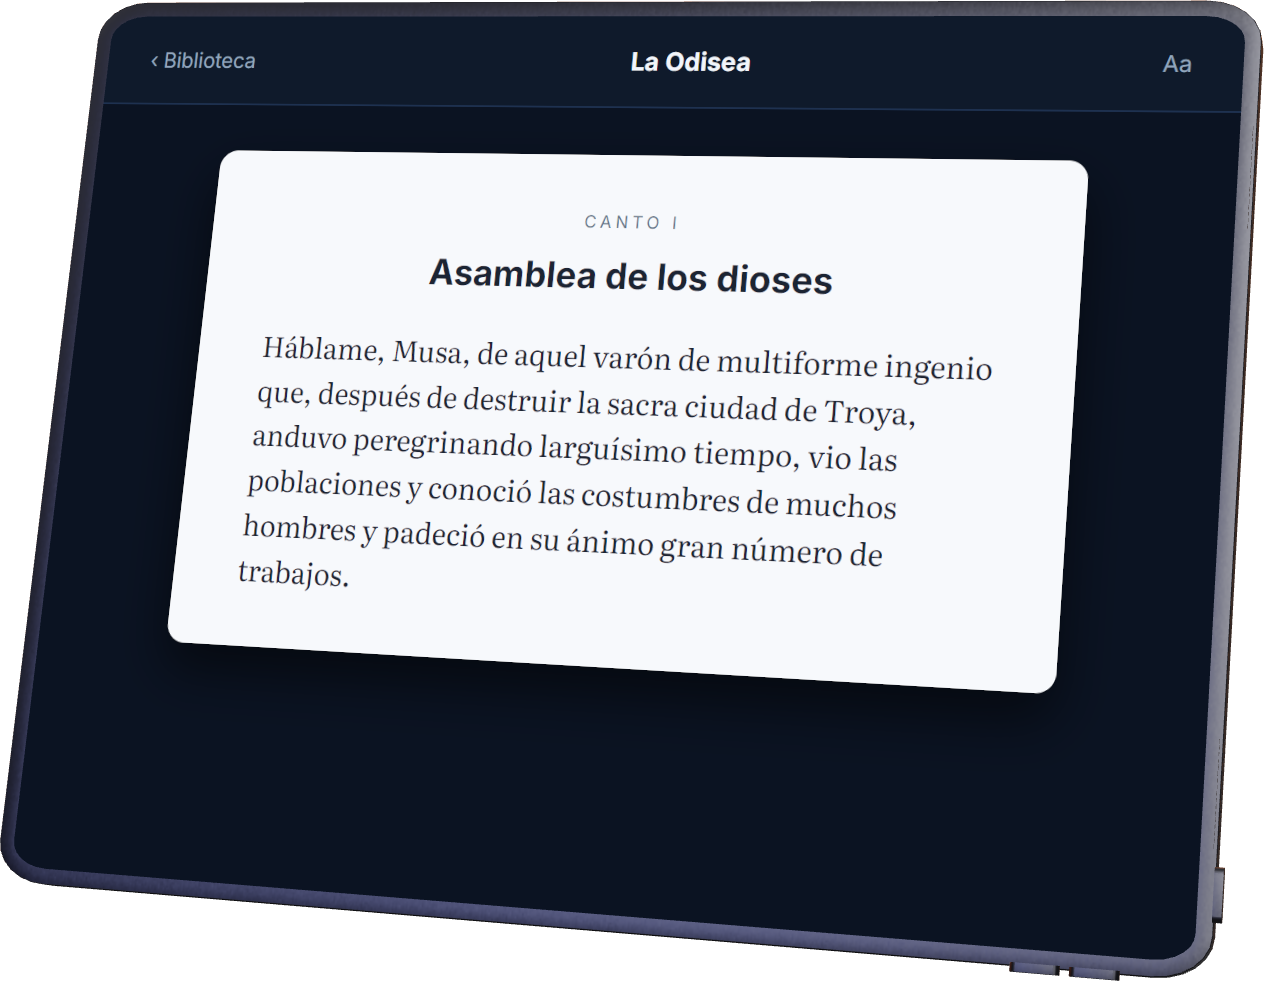 ‹ Biblioteca
La Odisea
Aa
CANTO I
Asamblea de los dioses
Háblame, Musa, de aquel varón de multiforme ingenio
que, después de destruir la sacra ciudad de Troya,
anduvo peregrinando larguísimo tiempo, vio las
poblaciones y conoció las costumbres de muchos
hombres y padeció en su ánimo gran número de
trabajos.